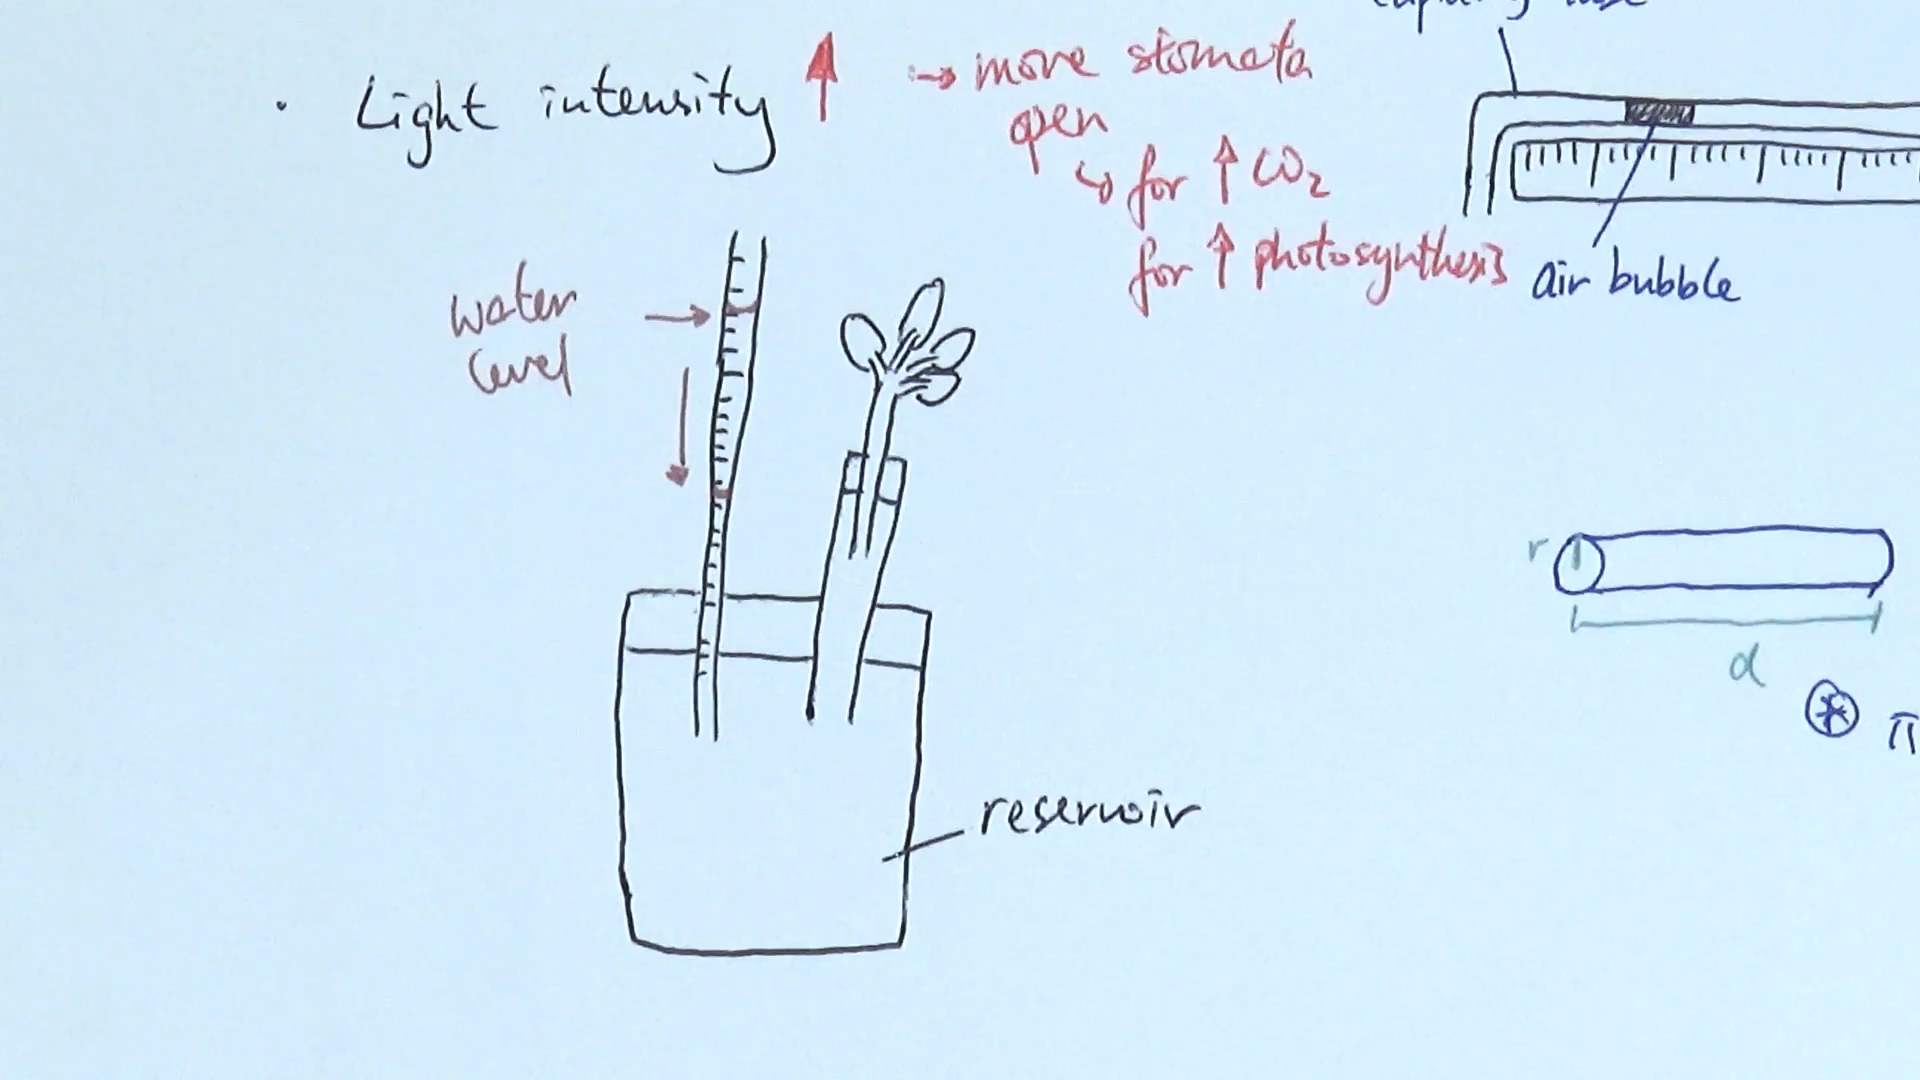 • Light intensity ↑ → more stomata
open
↳ for ↑ CO₂
for ↑ photosynthesis
air bubble
water
level
r
d
⊛ π
reservoir